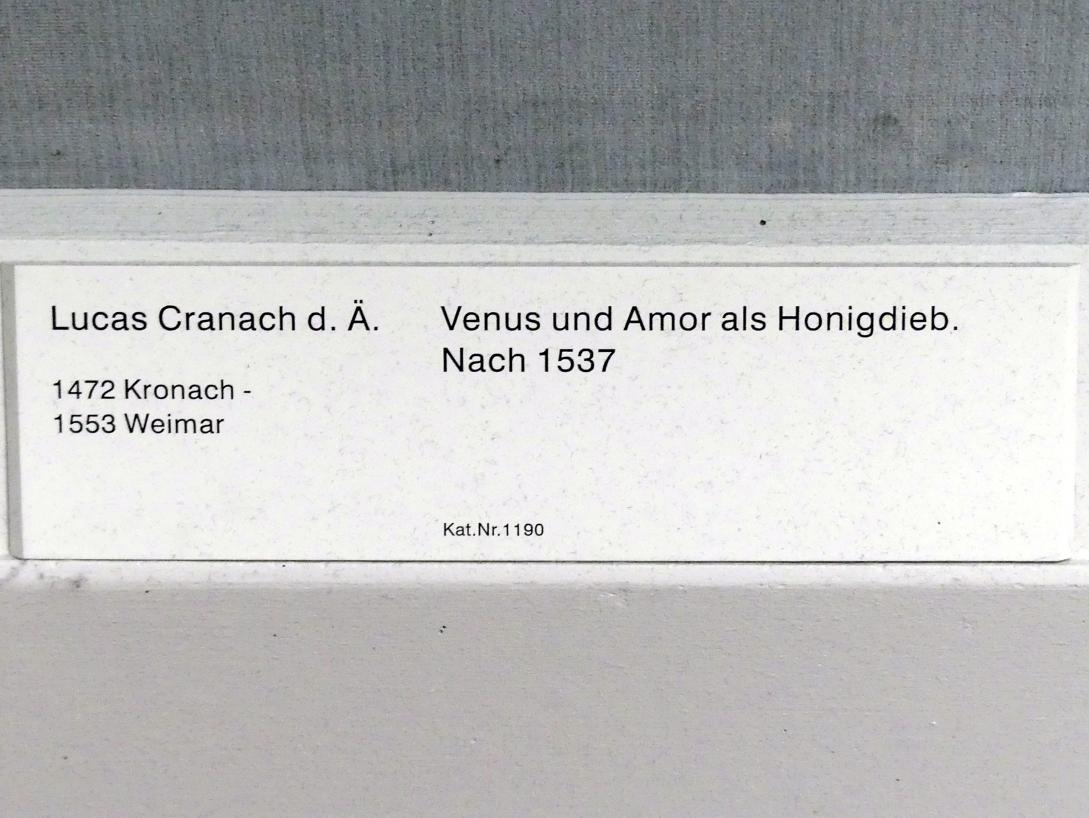 Lucas Cranach d. Ä.
1472 Kronach -
1553 Weimar
Venus und Amor als Honigdieb.
Nach 1537
Kat.Nr.1190